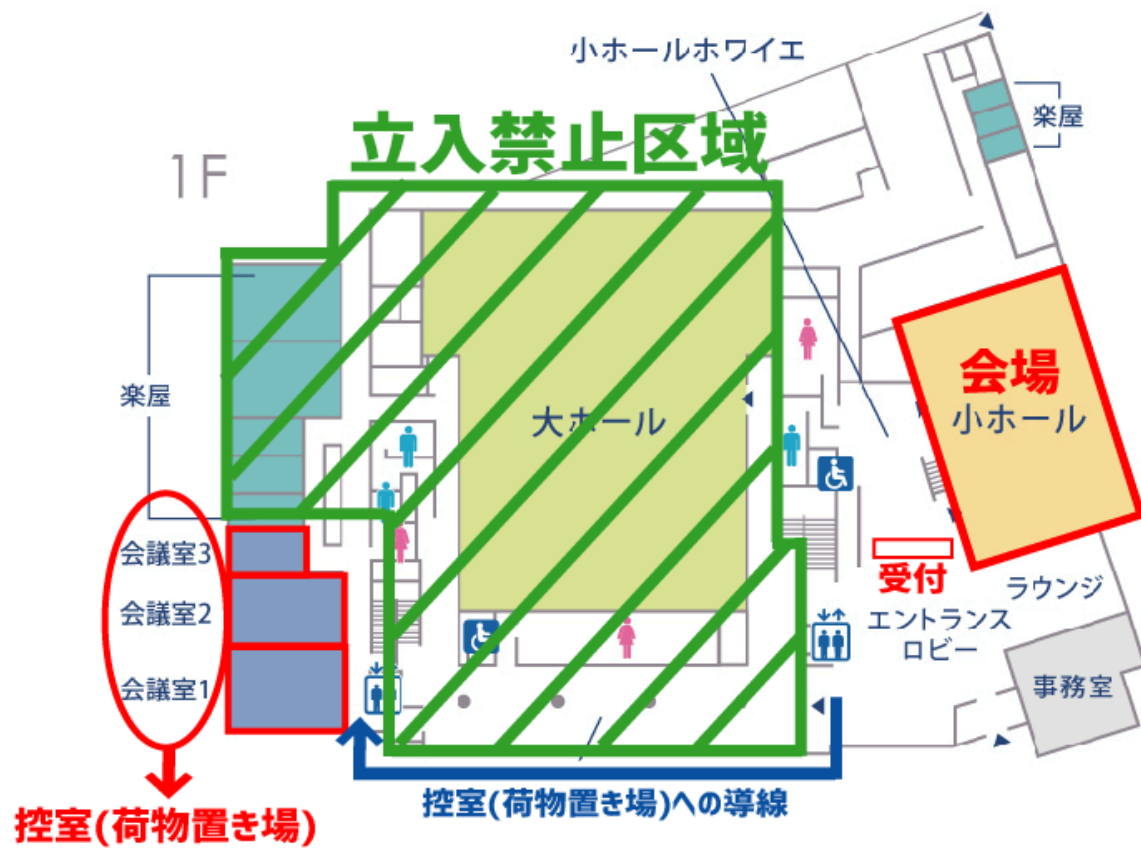 小ホールホワイエ
楽屋
立入禁止区域
1F
会場
小ホール
楽屋
大ホール
会議室3
会議室2
会議室1
受付
ラウンジ
エントランス
ロビー
事務室
控室(荷物置き場)への導線
控室(荷物置き場)